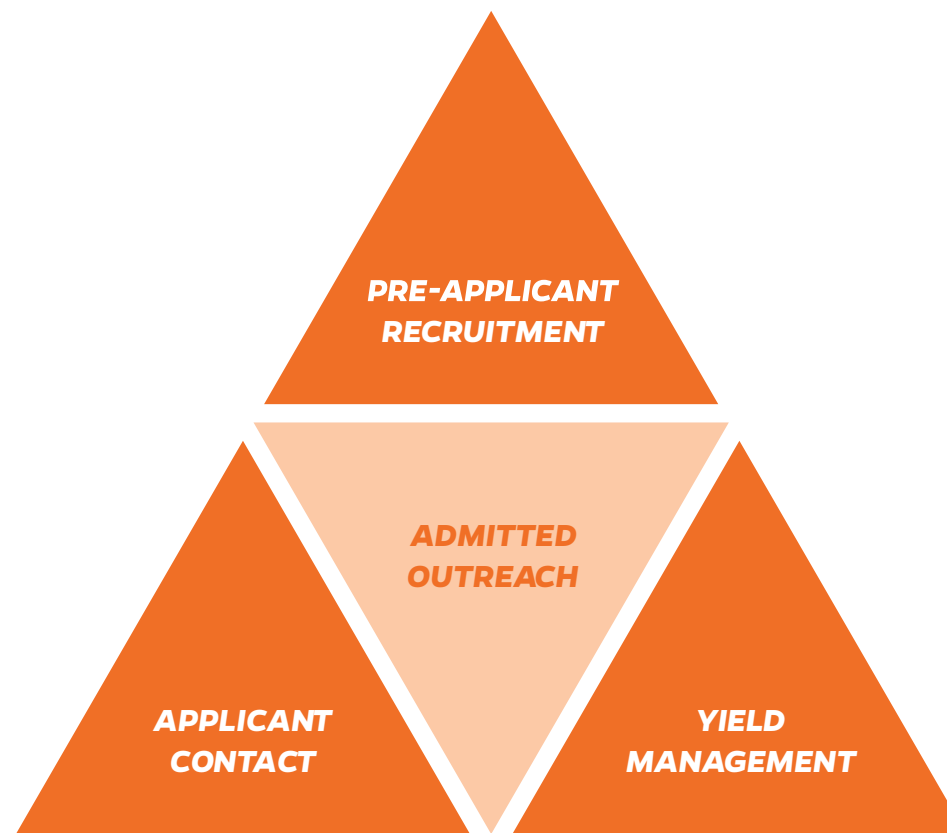 PRE-APPLICANT
RECRUITMENT
ADMITTED
OUTREACH
APPLICANT
CONTACT
YIELD
MANAGEMENT